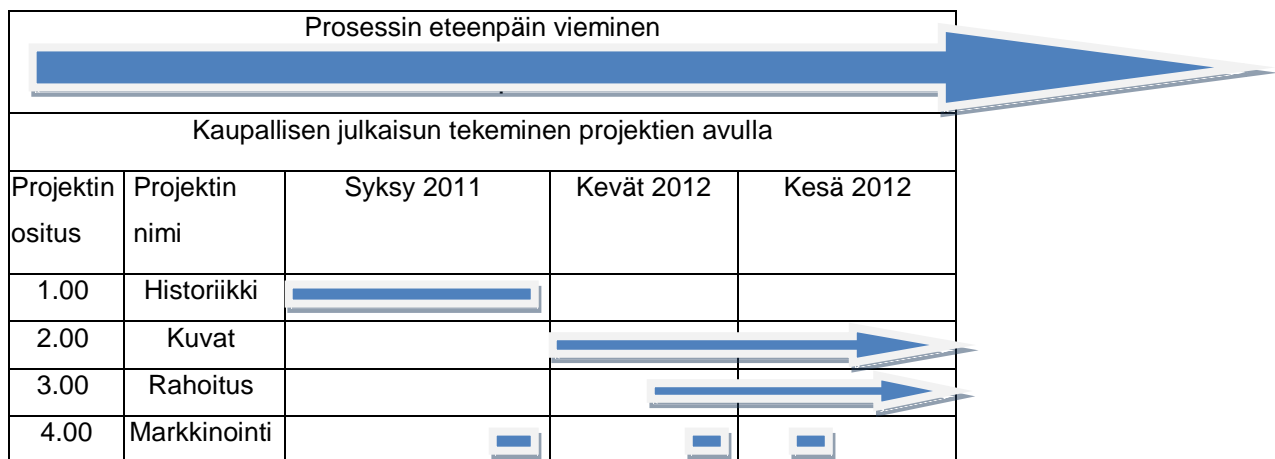 Prosessin eteenpäin vieminen
Kaupallisen julkaisun tekeminen projektien avulla
Projektin ositus Projektin nimi Syksy 2011 Kevät 2012 Kesä 2012
1.00 Historiikki
2.00 Kuvat
3.00 Rahoitus
4.00 Markkinointi